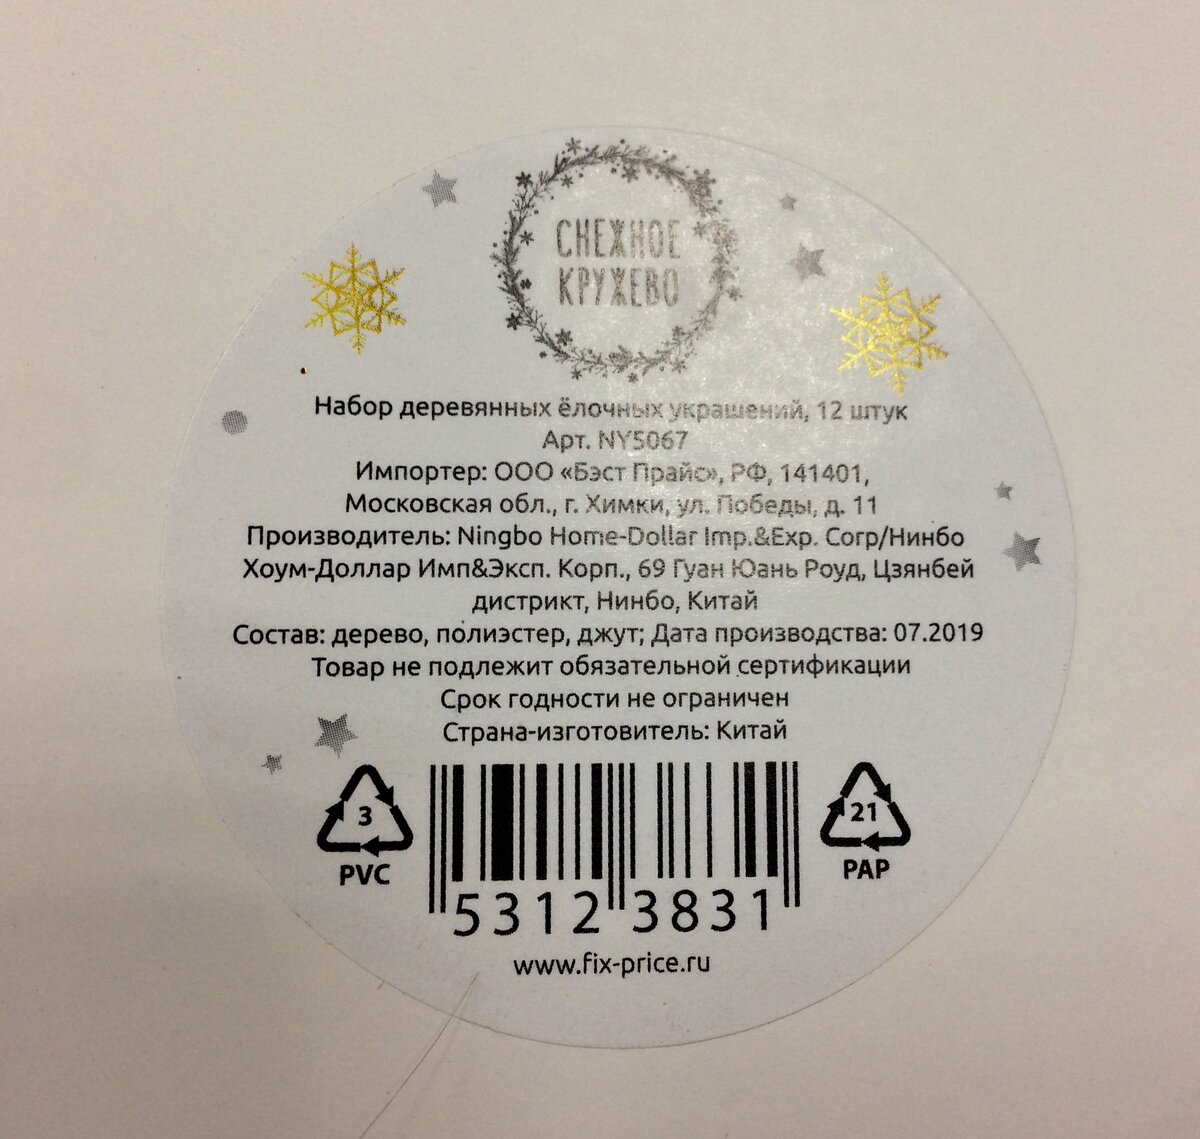 СНЕЖНОЕ
КРУЖЕВО
Набор деревянных ёлочных украшений, 12 штук
Арт. NY5067
Импортер: ООО «Бэст Прайс», РФ, 141401,
Московская обл., г. Химки, ул. Победы, д. 11
Производитель: Ningbo Home-Dollar Imp.&Exp. Corp/Нинбо
Хоум-Доллар Имп&Эксп. Корп., 69 Гуан Юань Роуд, Цзянбей
дистрикт, Нинбо, Китай
Состав: дерево, полиэстер, джут; Дата производства: 07.2019
Товар не подлежит обязательной сертификации
Срок годности не ограничен
Страна-изготовитель: Китай
3
PVC
5312 3831
21
PAP
www.fix-price.ru